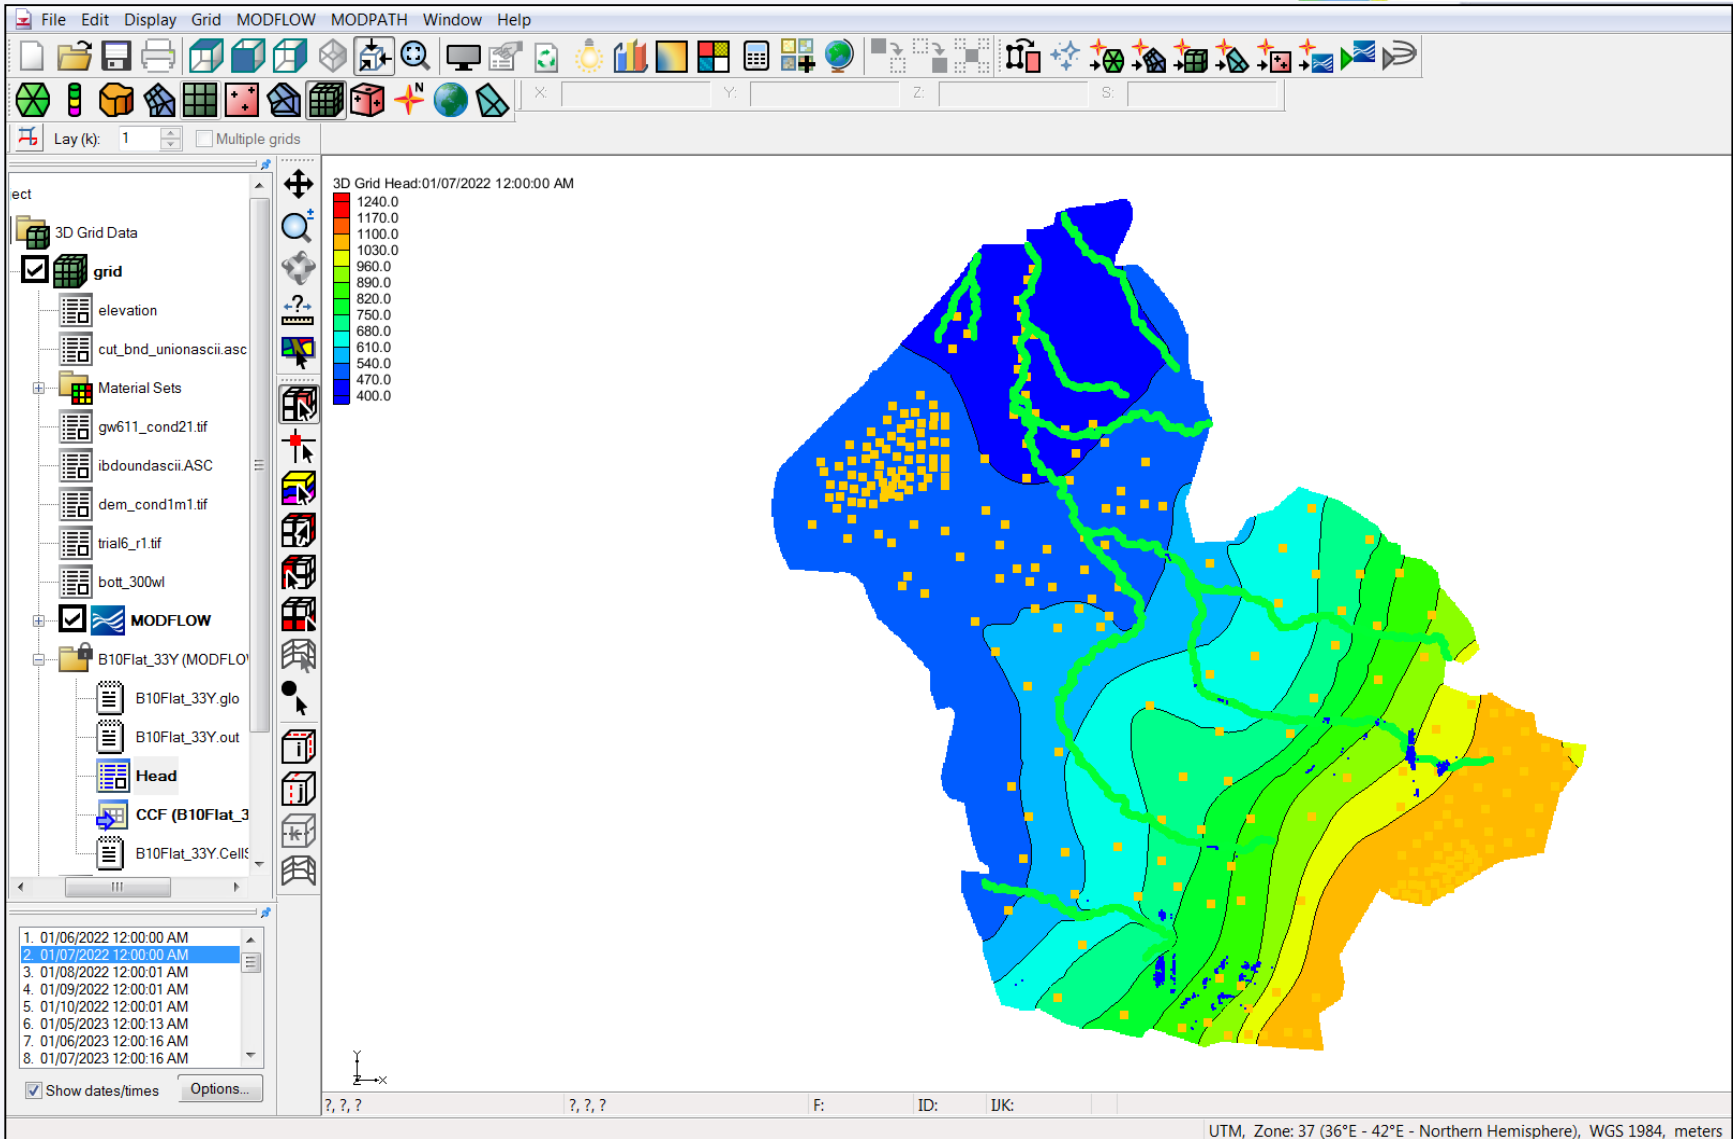 File Edit Display Grid MODFLOW MODPATH Window Help
X: Y: Z: S:
Lay (k): 1 Multiple grids
ect
3D Grid Data
grid
elevation
cut_bnd_unionascii.asc
Material Sets
gw611_cond21.tif
ibdoundascii.ASC
dem_cond1m1.tif
trial6_r1.tif
bott_300wl
MODFLOW
B10Flat_33Y (MODFLO
B10Flat_33Y.glo
B10Flat_33Y.out
Head
CCF (B10Flat_3
B10Flat_33Y.CellS
1. 01/06/2022 12:00:00 AM
2. 01/07/2022 12:00:00 AM
3. 01/08/2022 12:00:01 AM
4. 01/09/2022 12:00:01 AM
5. 01/10/2022 12:00:01 AM
6. 01/05/2023 12:00:13 AM
7. 01/06/2023 12:00:16 AM
8. 01/07/2023 12:00:16 AM
Show dates/times Options...
3D Grid Head:01/07/2022 12:00:00 AM
1240.0
1170.0
1100.0
1030.0
960.0
890.0
820.0
750.0
680.0
610.0
540.0
470.0
400.0
N
i
j
k
Y
Z X
?, ?, ? ?, ?, ? F: ID: IJK:
UTM, Zone: 37 (36°E - 42°E - Northern Hemisphere), WGS 1984, meters